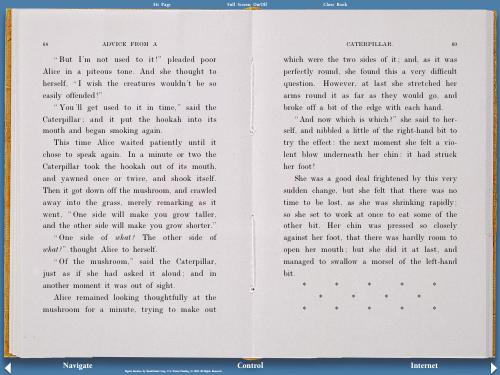 Str Page
Full Screen On/Off
Close Book
68
ADVICE FROM A
"But I'm not used to it!" pleaded poor
Alice in a piteous tone. And she thought to
herself, "I wish the creatures wouldn't be so
easily offended!"
"You'll get used to it in time," said the
Caterpillar; and it put the hookah into its
mouth and began smoking again.
This time Alice waited patiently until it
chose to speak again. In a minute or two the
Caterpillar took the hookah out of its mouth,
and yawned once or twice, and shook itself.
Then it got down off the mushroom, and crawled
away into the grass, merely remarking as it
went, "One side will make you grow taller,
and the other side will make you grow shorter."
"One side of what? The other side of
what?" thought Alice to herself.
"Of the mushroom," said the Caterpillar,
just as if she had asked it aloud; and in
another moment it was out of sight.
Alice remained looking thoughtfully at the
mushroom for a minute, trying to make out
CATERPILLAR.
69
which were the two sides of it; and, as it was
perfectly round, she found this a very difficult
question. However, at last she stretched her
arms round it as far as they would go, and
broke off a bit of the edge with each hand.
"And now which is which?" she said to her-
self, and nibbled a little of the right-hand bit to
try the effect: the next moment she felt a vio-
lent blow underneath her chin: it had struck
her foot!
She was a good deal frightened by this very
sudden change, but she felt that there was no
time to be lost, as she was shrinking rapidly;
so she set to work at once to eat some of the
other bit. Her chin was pressed so closely
against her foot, that there was hardly room to
open her mouth; but she did it at last, and
managed to swallow a morsel of the left-hand
bit.
* * * * *
* * * *
* * * * *
Navigate
Control
Internet